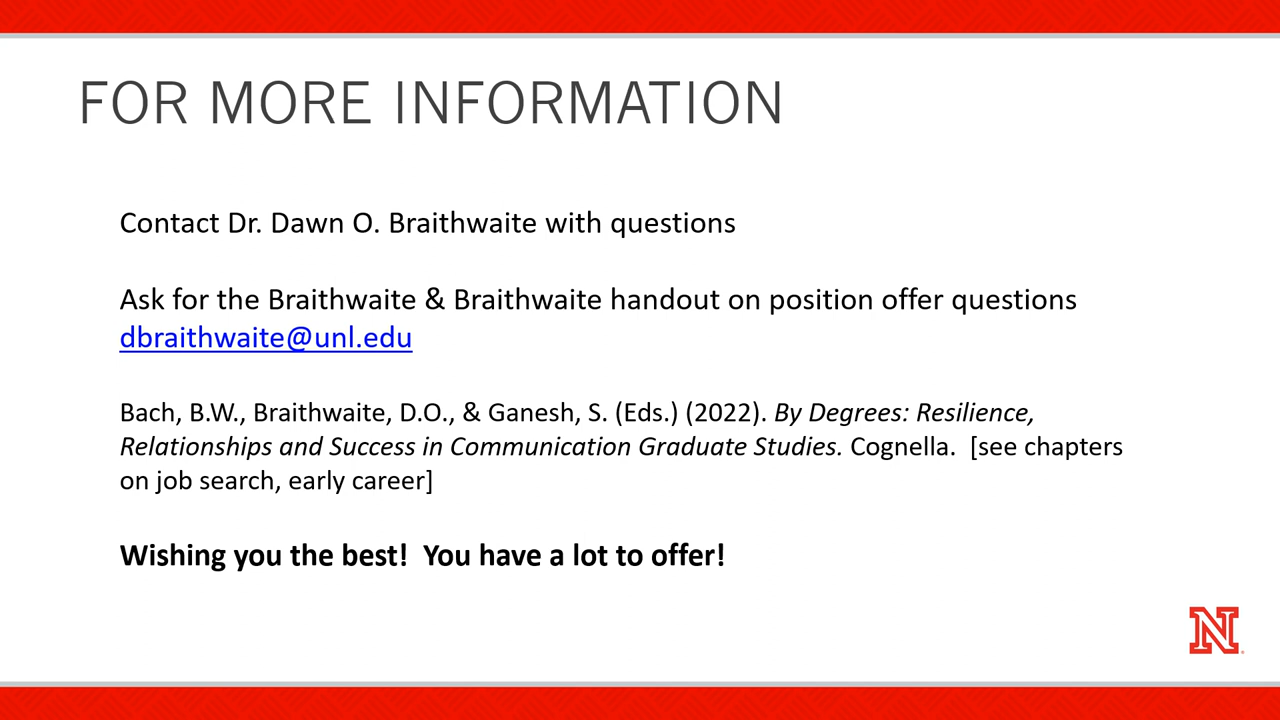 FOR MORE INFORMATION
Contact Dr. Dawn O. Braithwaite with questions
Ask for the Braithwaite & Braithwaite handout on position offer questions
dbraithwaite@unl.edu
Bach, B.W., Braithwaite, D.O., & Ganesh, S. (Eds.) (2022). By Degrees: Resilience,
Relationships and Success in Communication Graduate Studies. Cognella.  [see chapters
on job search, early career]
Wishing you the best!  You have a lot to offer!
N